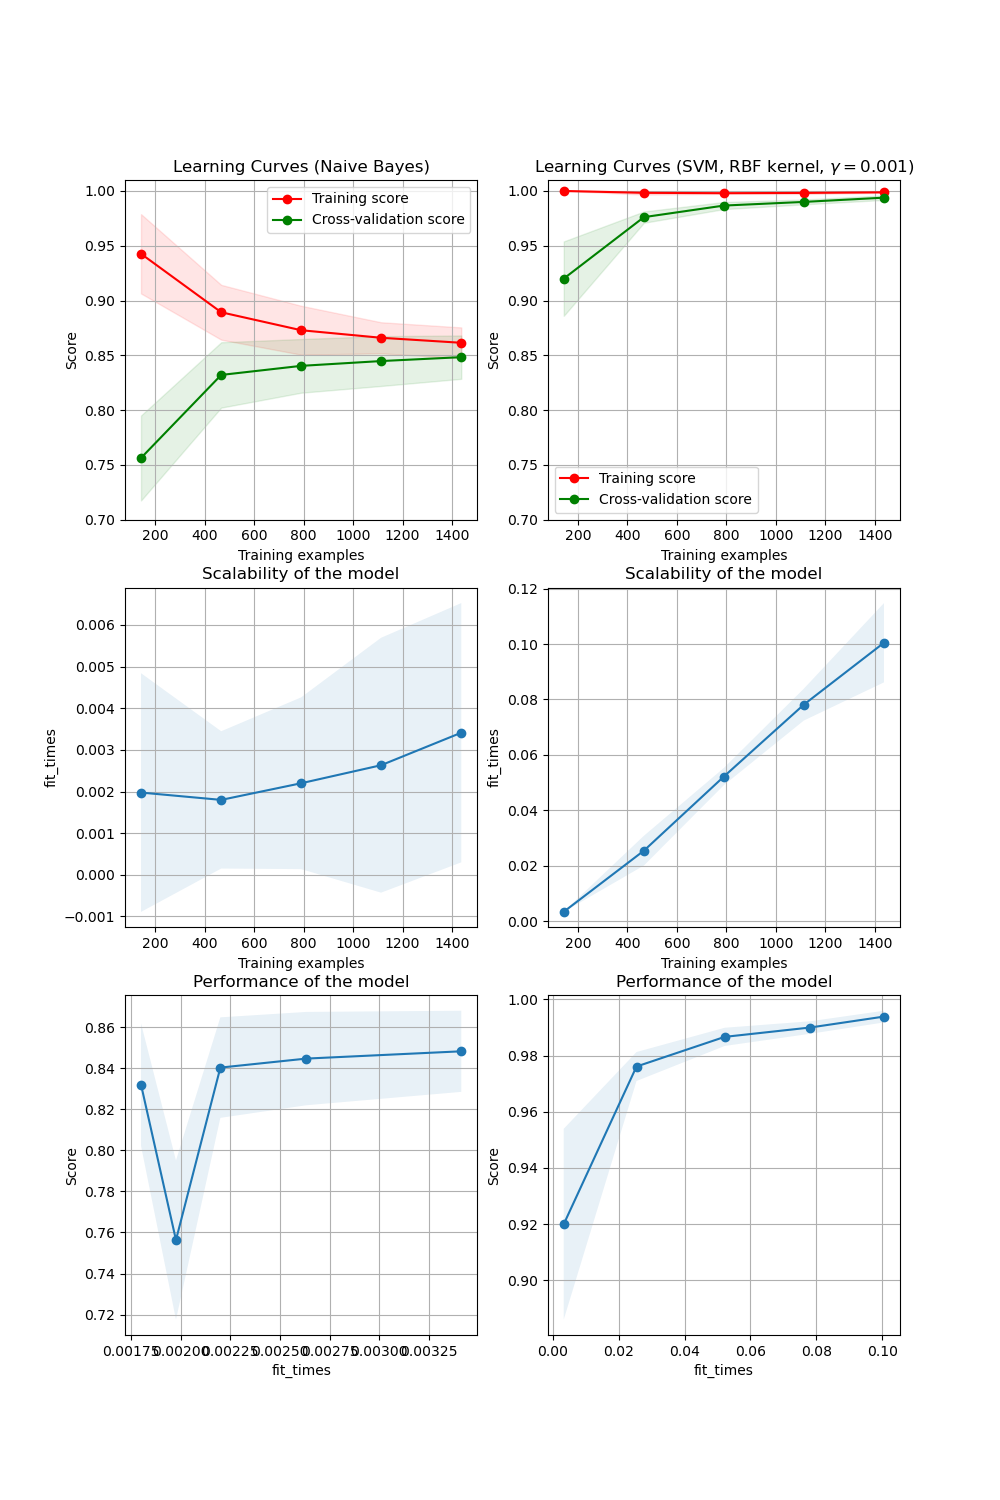 Learning Curves (Naive Bayes)
1.00
0.95
0.90
0.85
0.80
0.75
0.70
Score
Training score
Cross-validation score
200 400 600 800 1000 1200 1400
Training examples
Learning Curves (SVM, RBF kernel, γ = 0.001)
1.00
0.95
0.90
0.85
0.80
0.75
0.70
Score
Training score
Cross-validation score
200 400 600 800 1000 1200 1400
Training examples
Scalability of the model
0.006
0.005
0.004
0.003
0.002
0.001
0.000
−0.001
fit_times
200 400 600 800 1000 1200 1400
Training examples
Scalability of the model
0.12
0.10
0.08
0.06
0.04
0.02
0.00
fit_times
200 400 600 800 1000 1200 1400
Training examples
Performance of the model
0.86
0.84
0.82
0.80
0.78
0.76
0.74
0.72
Score
0.00175 0.00200 0.00225 0.00250 0.00275 0.00300 0.00325
fit_times
Performance of the model
1.00
0.98
0.96
0.94
0.92
0.90
Score
0.00 0.02 0.04 0.06 0.08 0.10
fit_times